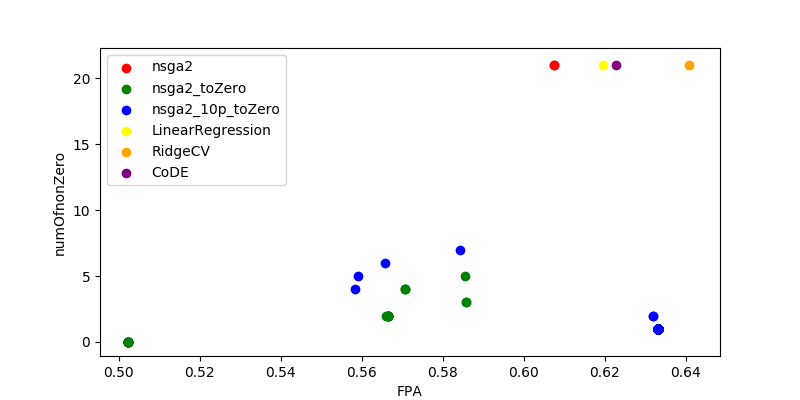 nsga2
nsga2_toZero
nsga2_10p_toZero
LinearRegression
RidgeCV
CoDE
numOfnonZero
20
15
10
5
0
0.50 0.52 0.54 0.56 0.58 0.60 0.62 0.64
FPA